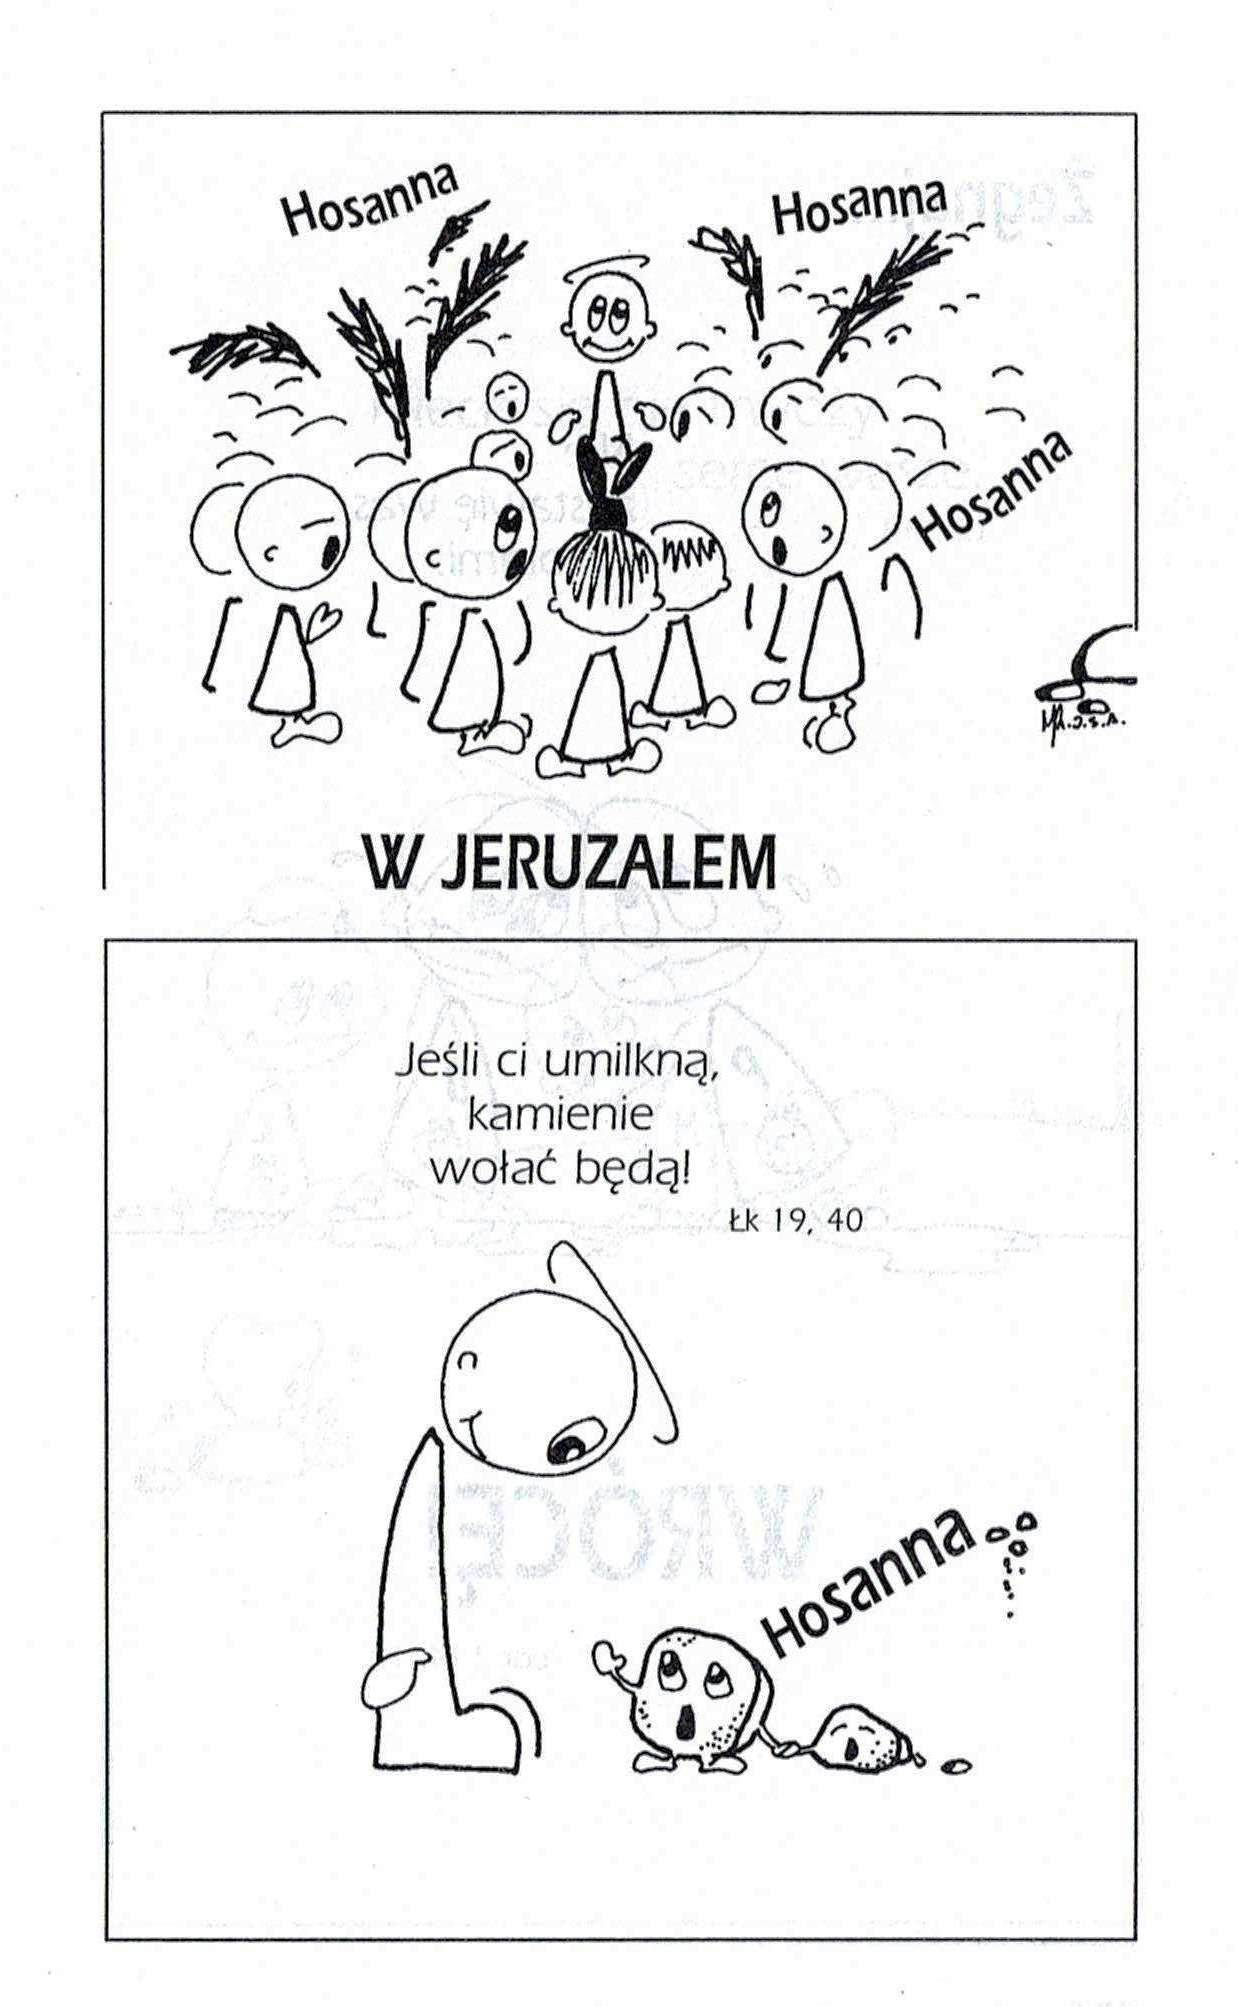 Hosanna
Hosanna
Hosanna
W JERUZALEM
Jeśli ci umilkną,
kamienie
wołać będą!
Łk 19, 40
Hosanna